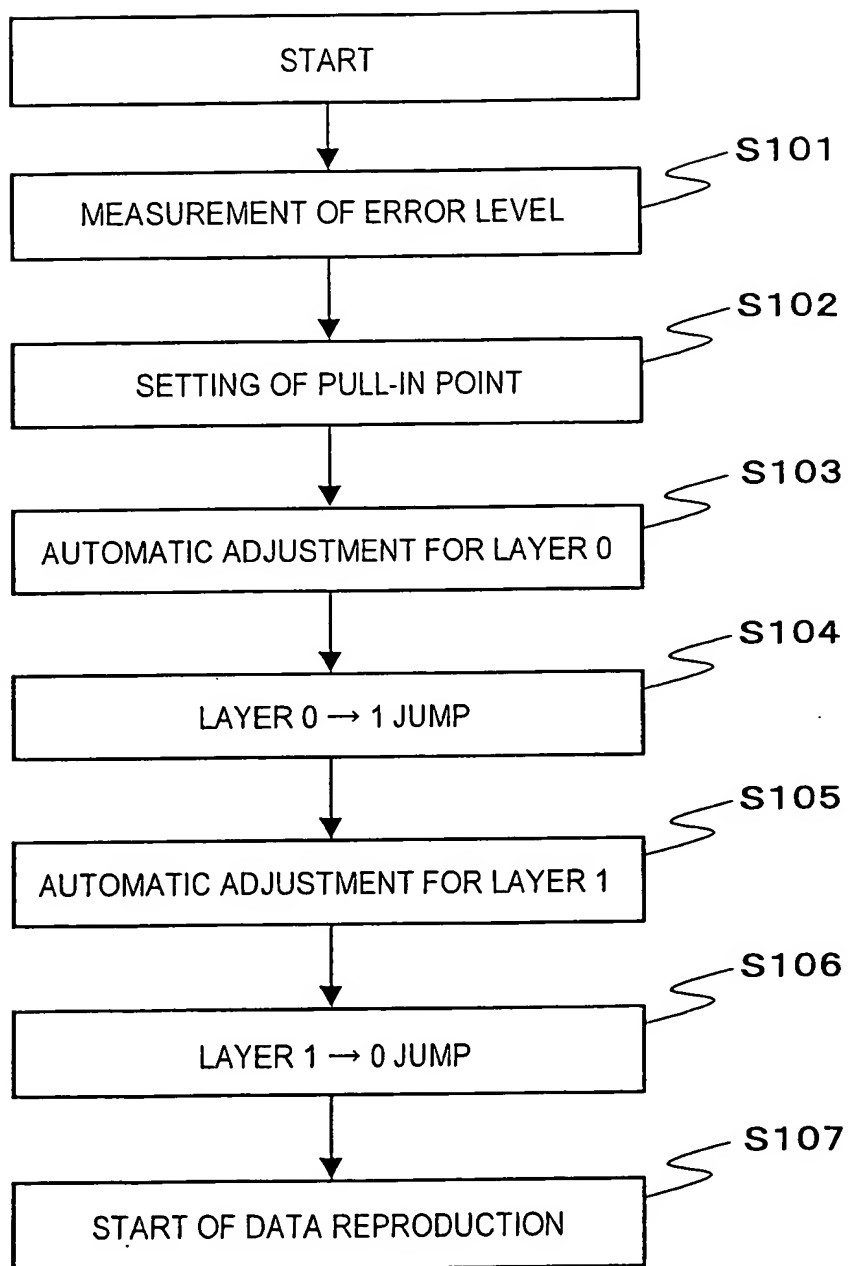 START
S101
MEASUREMENT OF ERROR LEVEL
S102
SETTING OF PULL-IN POINT
S103
AUTOMATIC ADJUSTMENT FOR LAYER 0
S104
LAYER 0 → 1 JUMP
S105
AUTOMATIC ADJUSTMENT FOR LAYER 1
S106
LAYER 1 → 0 JUMP
S107
START OF DATA REPRODUCTION